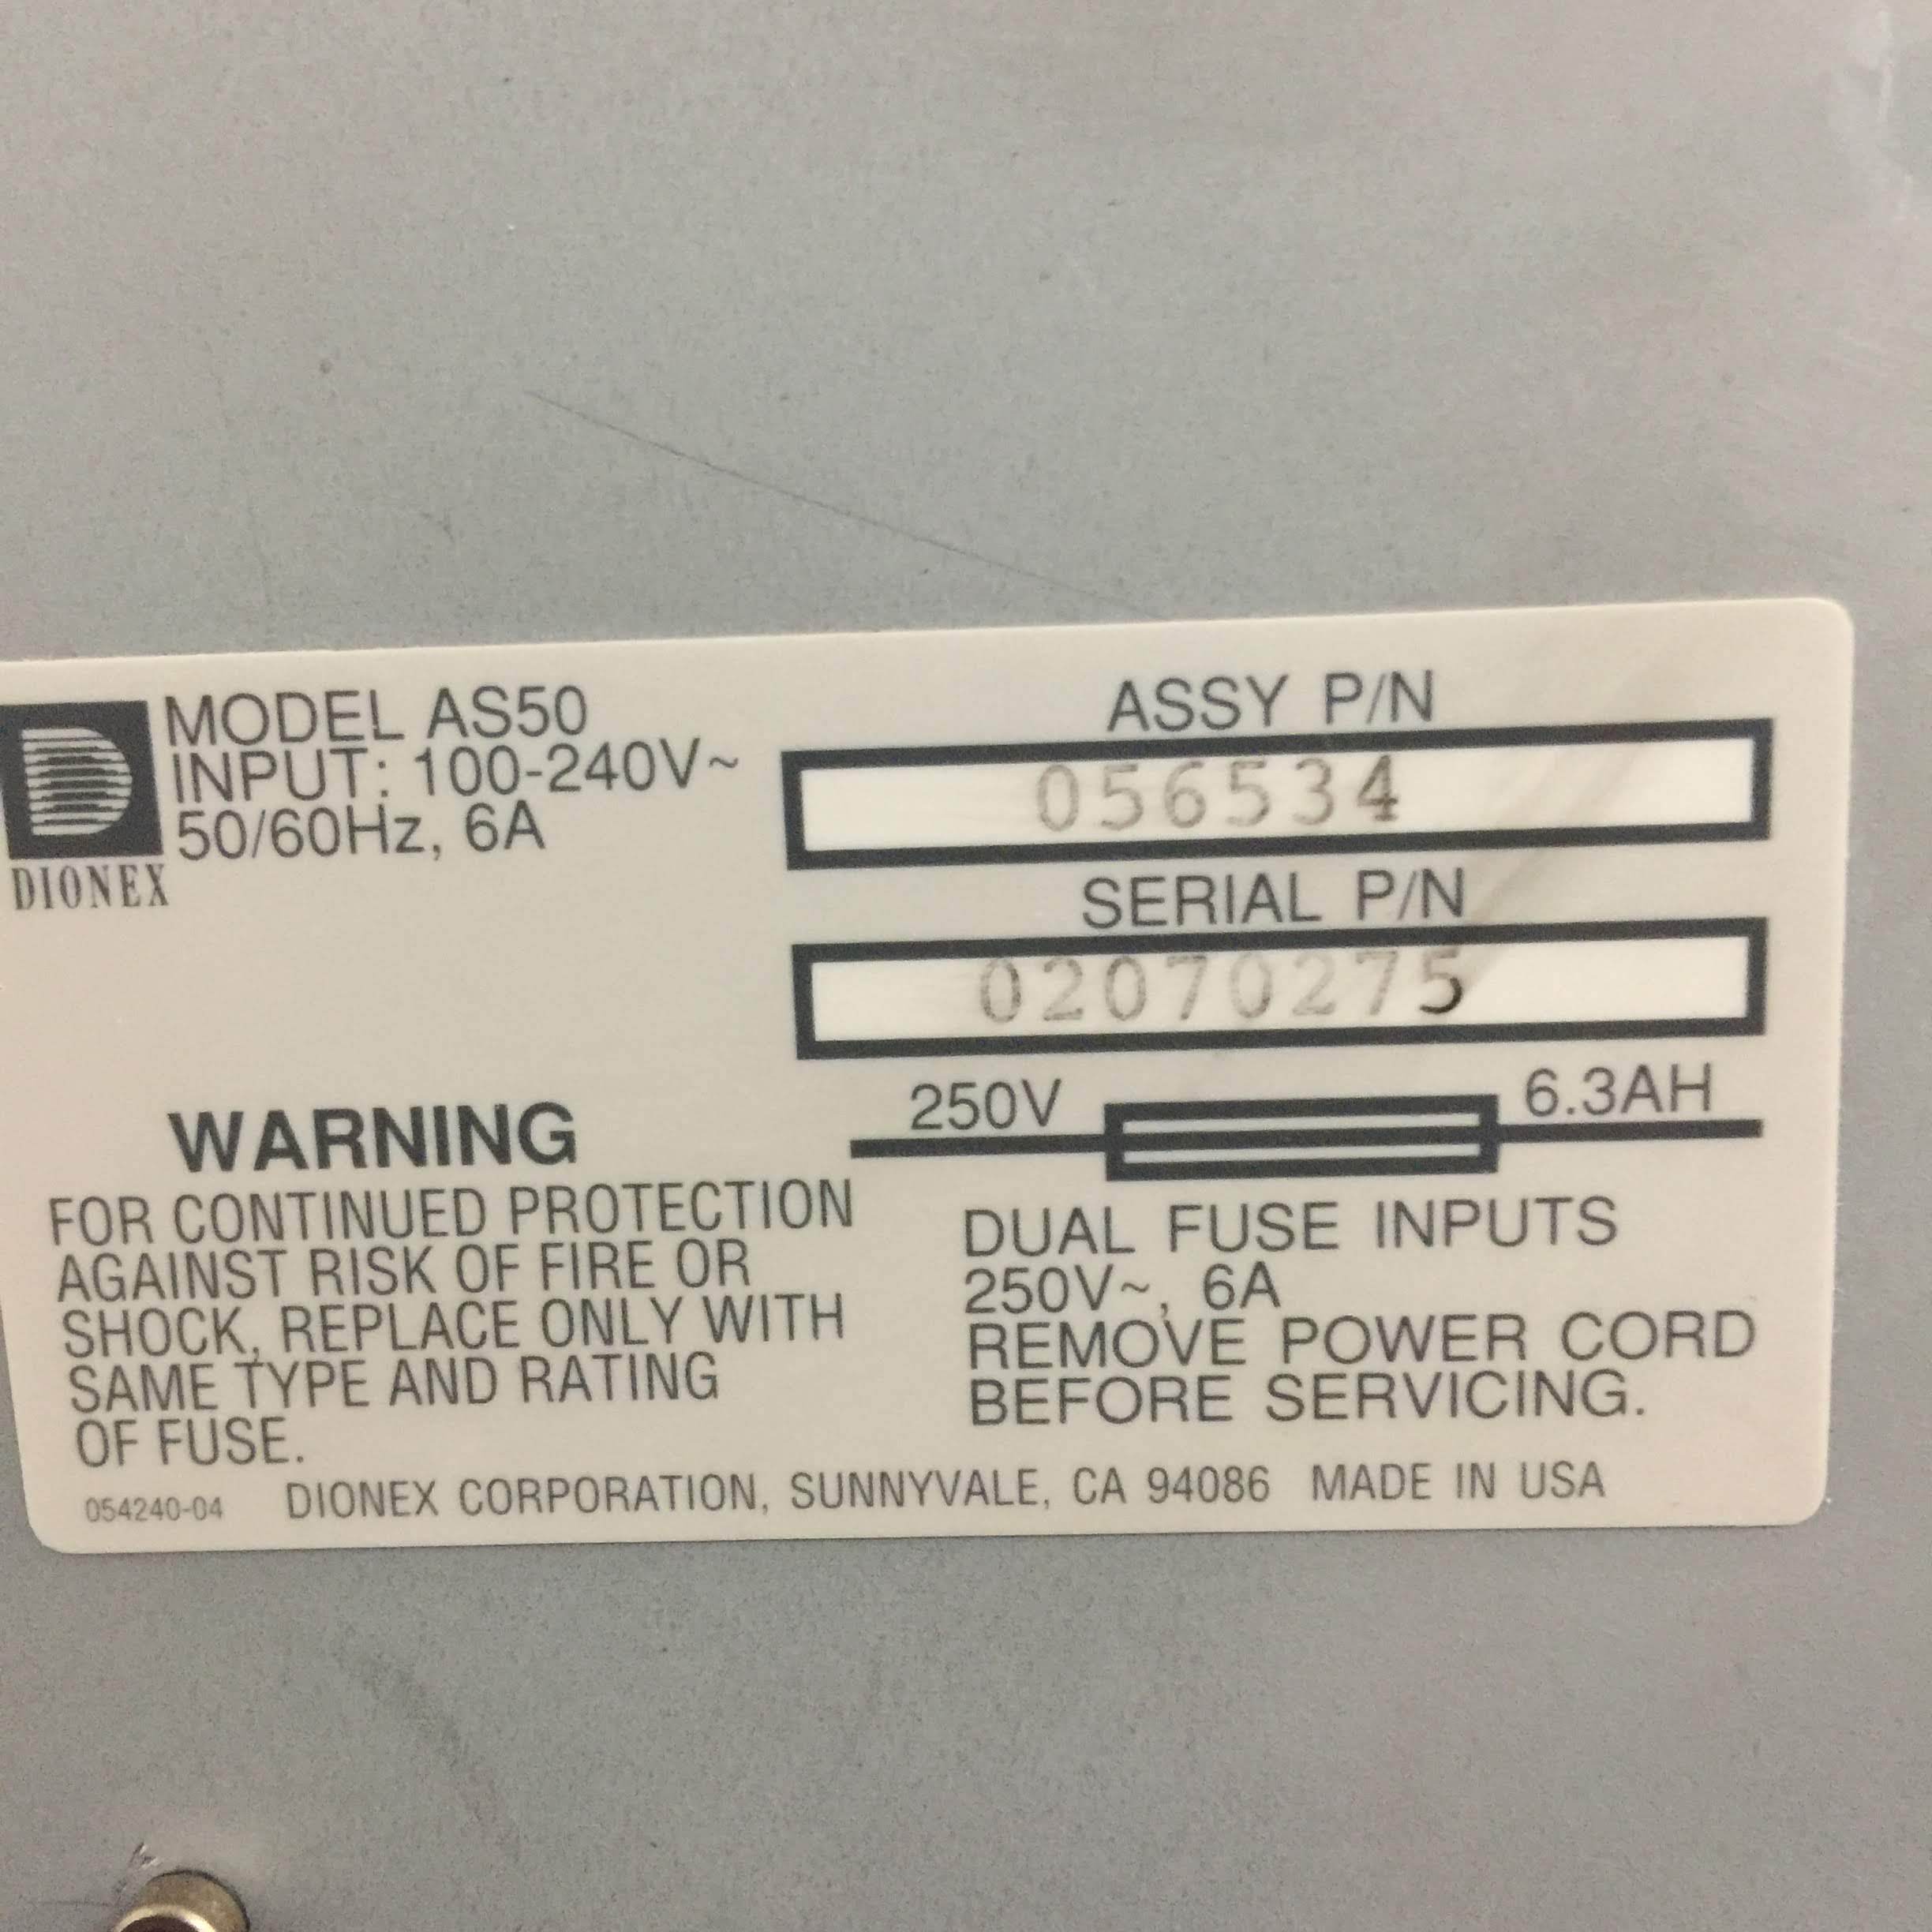 MODEL AS50
INPUT: 100-240V~
50/60Hz, 6A
DIONEX
ASSY P/N
056534
SERIAL P/N
02070275
250V 6.3AH
WARNING
FOR CONTINUED PROTECTION
AGAINST RISK OF FIRE OR
SHOCK, REPLACE ONLY WITH
SAME TYPE AND RATING
OF FUSE.
DUAL FUSE INPUTS
250V~, 6A
REMOVE POWER CORD
BEFORE SERVICING.
054240-04 DIONEX CORPORATION, SUNNYVALE, CA 94086 MADE IN USA